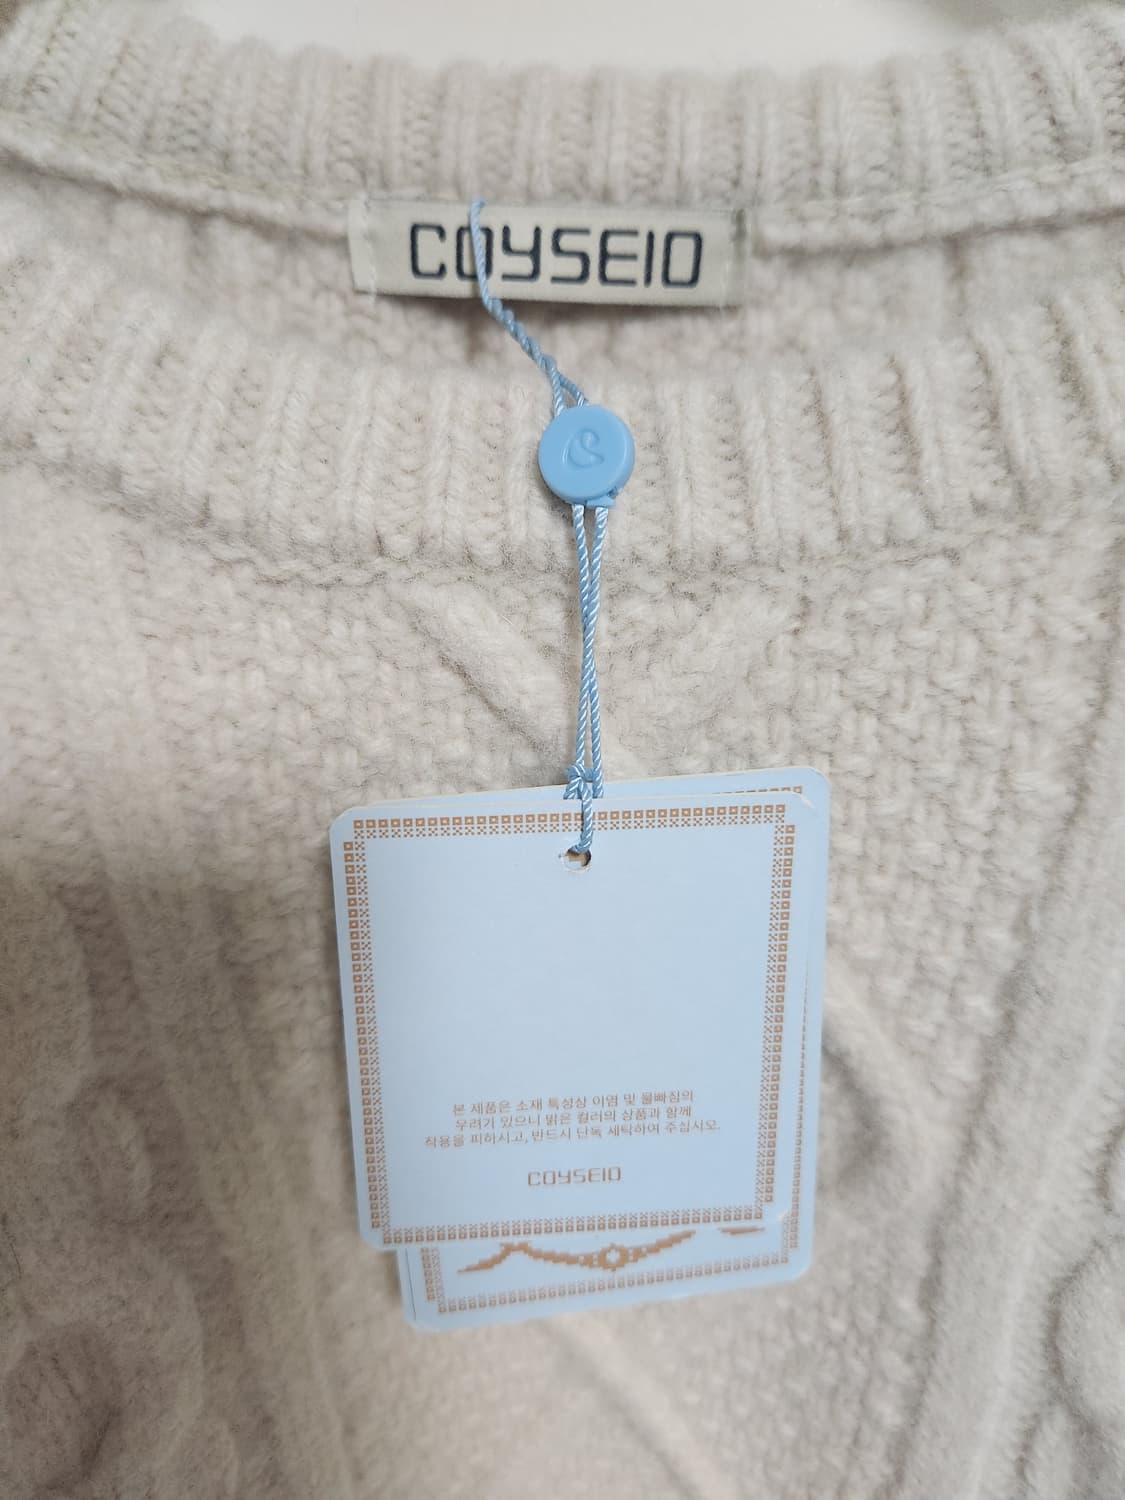 COYSEIO
본 제품은 소재 특성상 이염 및 물빠짐의
우려가 있으니 밝은 컬러의 상품과 함께
착용을 피하시고, 반드시 단독 세탁하여 주십시오.
COYSEIO